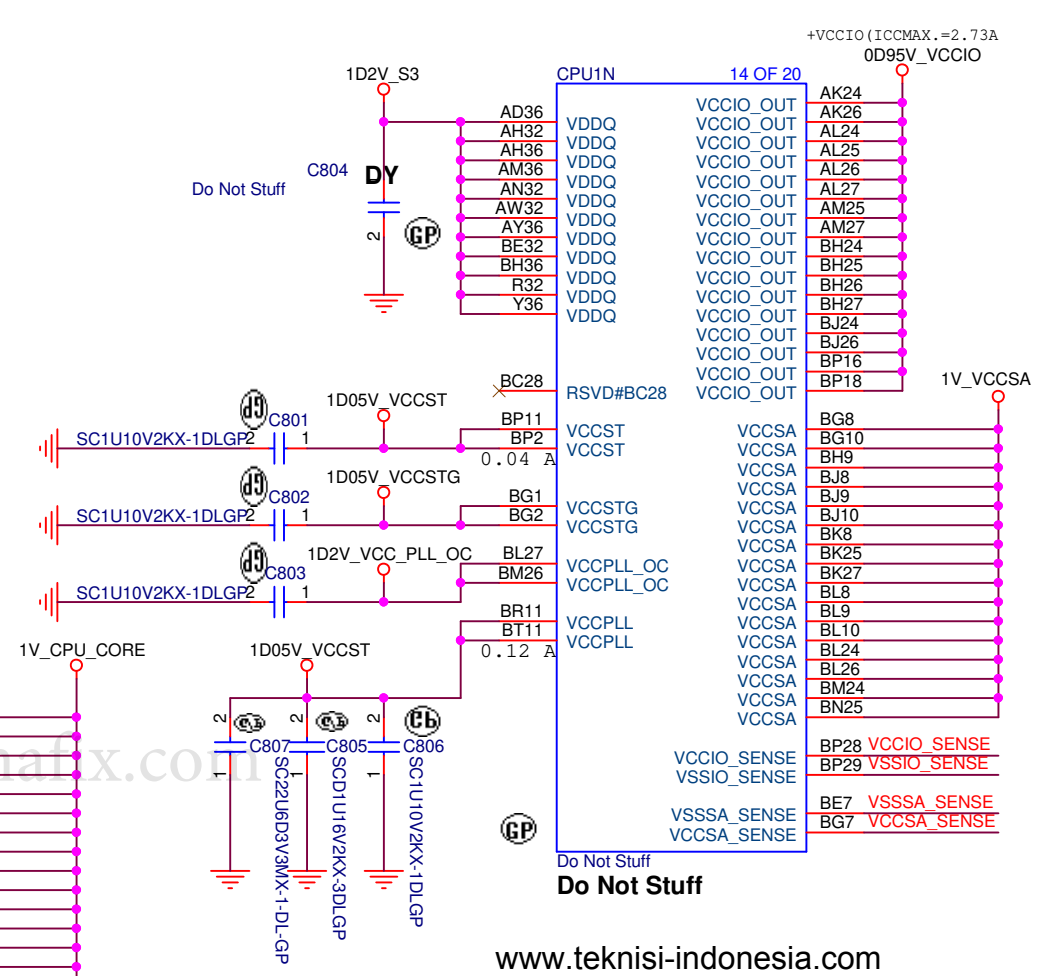 +VCCIO(ICCMAX.=2.73A
0D95V_VCCIO
1D2V_S3
CPU1N
14 OF 20
AD36 VDDQ
AH32 VDDQ
AH36 VDDQ
AM36 VDDQ
AN32 VDDQ
AW32 VDDQ
AY36 VDDQ
BE32 VDDQ
BH36 VDDQ
R32 VDDQ
Y36 VDDQ
C804
DY
Do Not Stuff
2
GP
VCCIO_OUT AK24
VCCIO_OUT AK26
VCCIO_OUT AL24
VCCIO_OUT AL25
VCCIO_OUT AL26
VCCIO_OUT AL27
VCCIO_OUT AM25
VCCIO_OUT AM27
VCCIO_OUT BH24
VCCIO_OUT BH25
VCCIO_OUT BH26
VCCIO_OUT BH27
VCCIO_OUT BJ24
VCCIO_OUT BJ26
VCCIO_OUT BP16
VCCIO_OUT BP18
1V_VCCSA
BC28 RSVD#BC28
GP
C801
1D05V_VCCST
SC1U10V2KX-1DLGP 2 1
BP11 VCCST
BP2 VCCST
0.04 A
GP
C802
1D05V_VCCSTG
SC1U10V2KX-1DLGP 2 1
BG1 VCCSTG
BG2 VCCSTG
GP
C803
1D2V_VCC_PLL_OC
SC1U10V2KX-1DLGP 2 1
BL27 VCCPLL_OC
BM26 VCCPLL_OC
BR11 VCCPLL
BT11 VCCPLL
0.12 A
VCCSA BG8
VCCSA BG10
VCCSA BH9
VCCSA BJ8
VCCSA BJ9
VCCSA BJ10
VCCSA BK8
VCCSA BK25
VCCSA BK27
VCCSA BL8
VCCSA BL9
VCCSA BL10
VCCSA BL24
VCCSA BL26
VCCSA BM24
VCCSA BN25
1V_CPU_CORE
1D05V_VCCST
2 GP
C807
1
SC22U6D3V3MX-1-DL-GP
2 GP
C805
1
SCD1U16V2KX-3DLGP
2 GP
C806
1
SC1U10V2KX-1DLGP
VCCIO_SENSE BP28 VCCIO_SENSE
VSSIO_SENSE BP29 VSSIO_SENSE
VSSSA_SENSE BE7 VSSSA_SENSE
VCCSA_SENSE BG7 VCCSA_SENSE
GP
Do Not Stuff
Do Not Stuff
afix.com
www.teknisi-indonesia.com